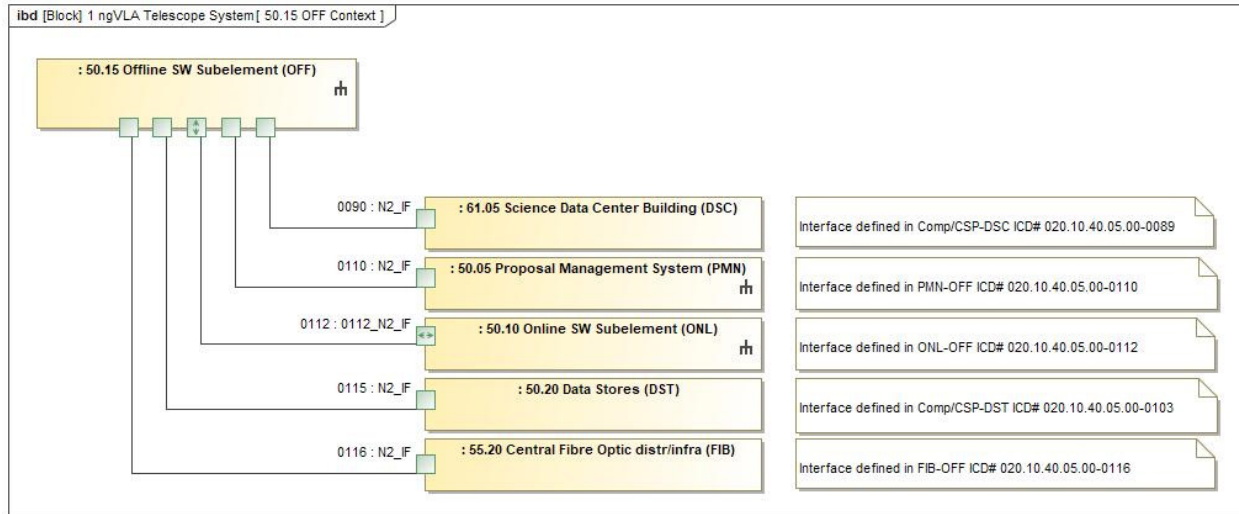 ibd [Block] 1 ngVLA Telescope System[ 50.15 OFF Context ]
: 50.15 Offline SW Subelement (OFF)
0090 : N2_IF
: 61.05 Science Data Center Building (DSC)
Interface defined in Comp/CSP-DSC ICD# 020.10.40.05.00-0089
0110 : N2_IF
: 50.05 Proposal Management System (PMN)
Interface defined in PMN-OFF ICD# 020.10.40.05.00-0110
0112 : 0112_N2_IF
: 50.10 Online SW Subelement (ONL)
Interface defined in ONL-OFF ICD# 020.10.40.05.00-0112
0115 : N2_IF
: 50.20 Data Stores (DST)
Interface defined in Comp/CSP-DST ICD# 020.10.40.05.00-0103
0116 : N2_IF
: 55.20 Central Fibre Optic distr/infra (FIB)
Interface defined in FIB-OFF ICD# 020.10.40.05.00-0116